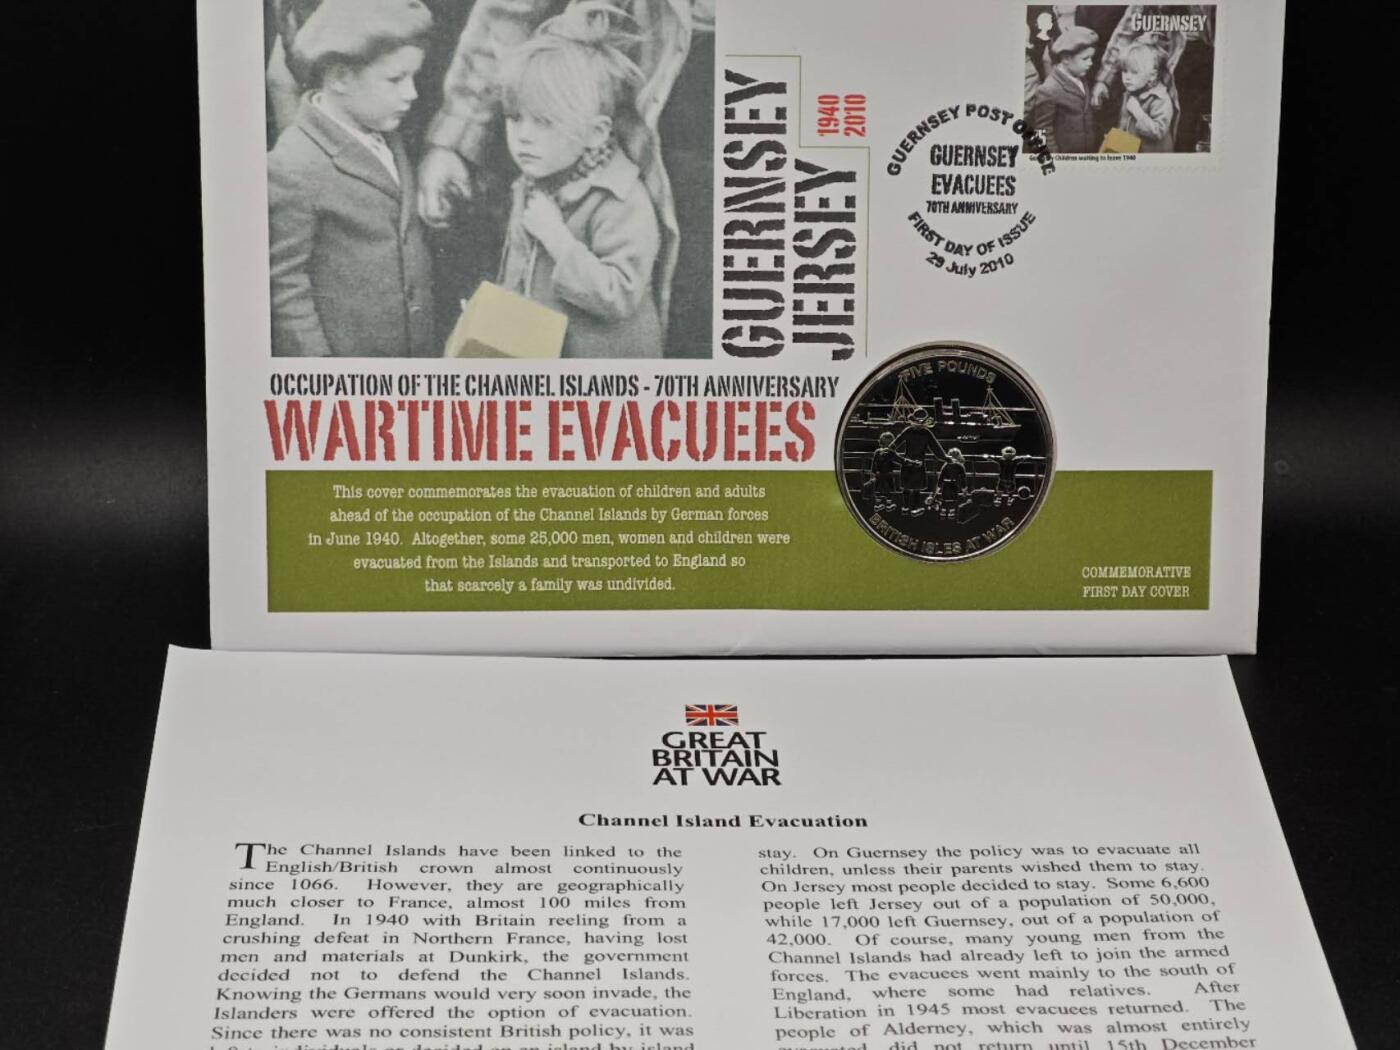 GUERNSEY
JERSEY
1940
2010
GUERNSEY
Children waiting to leave 1940
GUERNSEY POST OFFICE
GUERNSEY
EVACUEES
70TH ANNIVERSARY
FIRST DAY OF ISSUE
29 July 2010
OCCUPATION OF THE CHANNEL ISLANDS - 70TH ANNIVERSARY
WARTIME EVACUEES
FIVE POUNDS
BRITISH ISLES AT WAR
This cover commemorates the evacuation of children and adults
ahead of the occupation of the Channel Islands by German forces
in June 1940. Altogether, some 25,000 men, women and children were
evacuated from the Islands and transported to England so
that scarcely a family was undivided.
COMMEMORATIVE
FIRST DAY COVER
GREAT
BRITAIN
AT WAR
Channel Island Evacuation
The Channel Islands have been linked to the
English/British crown almost continuously
since 1066. However, they are geographically
much closer to France, almost 100 miles from
England. In 1940 with Britain reeling from a
crushing defeat in Northern France, having lost
men and materials at Dunkirk, the government
decided not to defend the Channel Islands.
Knowing the Germans would very soon invade, the
Islanders were offered the option of evacuation.
Since there was no consistent British policy, it was
stay. On Guernsey the policy was to evacuate all
children, unless their parents wished them to stay.
On Jersey most people decided to stay. Some 6,600
people left Jersey out of a population of 50,000,
while 17,000 left Guernsey, out of a population of
42,000. Of course, many young men from the
Channel Islands had already left to join the armed
forces. The evacuees went mainly to the south of
England, where some had relatives. After
Liberation in 1945 most evacuees returned. The
people of Alderney, which was almost entirely
evacuated, did not return until 15th December